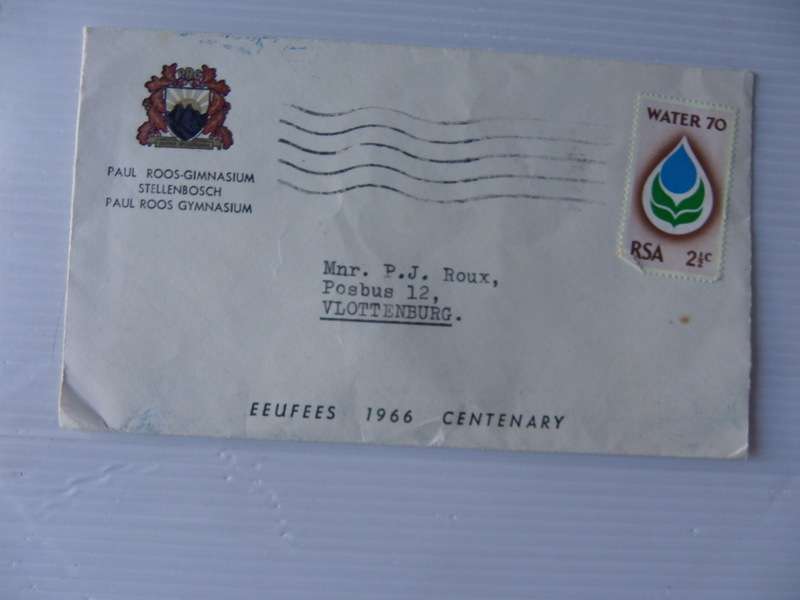 PRG
PAUL ROOS-GIMNASIUM
STELLENBOSCH
PAUL ROOS GYMNASIUM
WATER 70
RSA 2½c
Mnr. P.J. Roux,
Posbus 12,
VLOTTENBURG.
EEUFEES 1966 CENTENARY